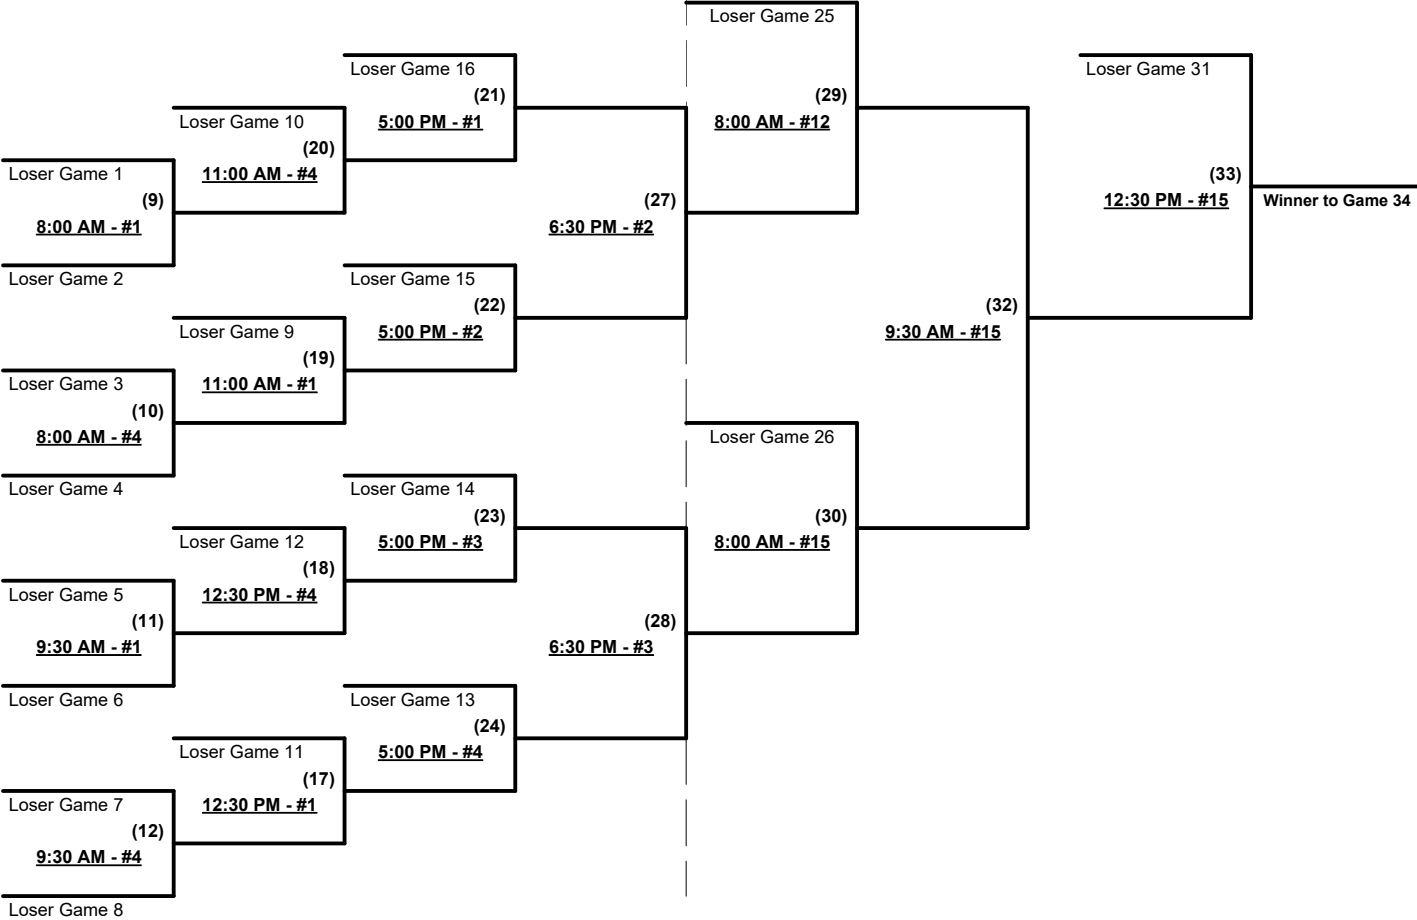 Loser Game 25
Loser Game 16
Loser Game 31
(21)
(29)
5:00 PM - #1
8:00 AM - #12
Loser Game 10
(20)
11:00 AM - #4
Loser Game 1
(33)
12:30 PM - #15
Winner to Game 34
(9)
8:00 AM - #1
(27)
6:30 PM - #2
Loser Game 2
Loser Game 15
(22)
5:00 PM - #2
(32)
9:30 AM - #15
Loser Game 9
(19)
11:00 AM - #1
Loser Game 3
(10)
8:00 AM - #4
Loser Game 26
Loser Game 4
Loser Game 14
(23)
5:00 PM - #3
(30)
8:00 AM - #15
Loser Game 12
(18)
12:30 PM - #4
Loser Game 5
(11)
9:30 AM - #1
(28)
6:30 PM - #3
Loser Game 6
Loser Game 13
(24)
5:00 PM - #4
Loser Game 11
(17)
12:30 PM - #1
Loser Game 7
(12)
9:30 AM - #4
Loser Game 8